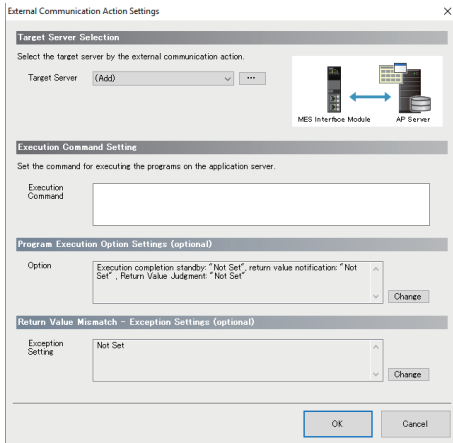 External Communication Action Settings
Target Server Selection
Select the target server by the external communication action.
Target Server
(Add)
...
MES Interface Module
AP Server
Execution Command Setting
Set the command for executing the programs on the application server.
Execution
Command
Program Execution Option Settings (optional)
Option
Execution completion standby: "Not Set", return value notification: "Not
Set" , Return Value Judgment: "Not Set"
Change
Return Value Mismatch - Exception Settings (optional)
Exception
Setting
Not Set
Change
OK
Cancel